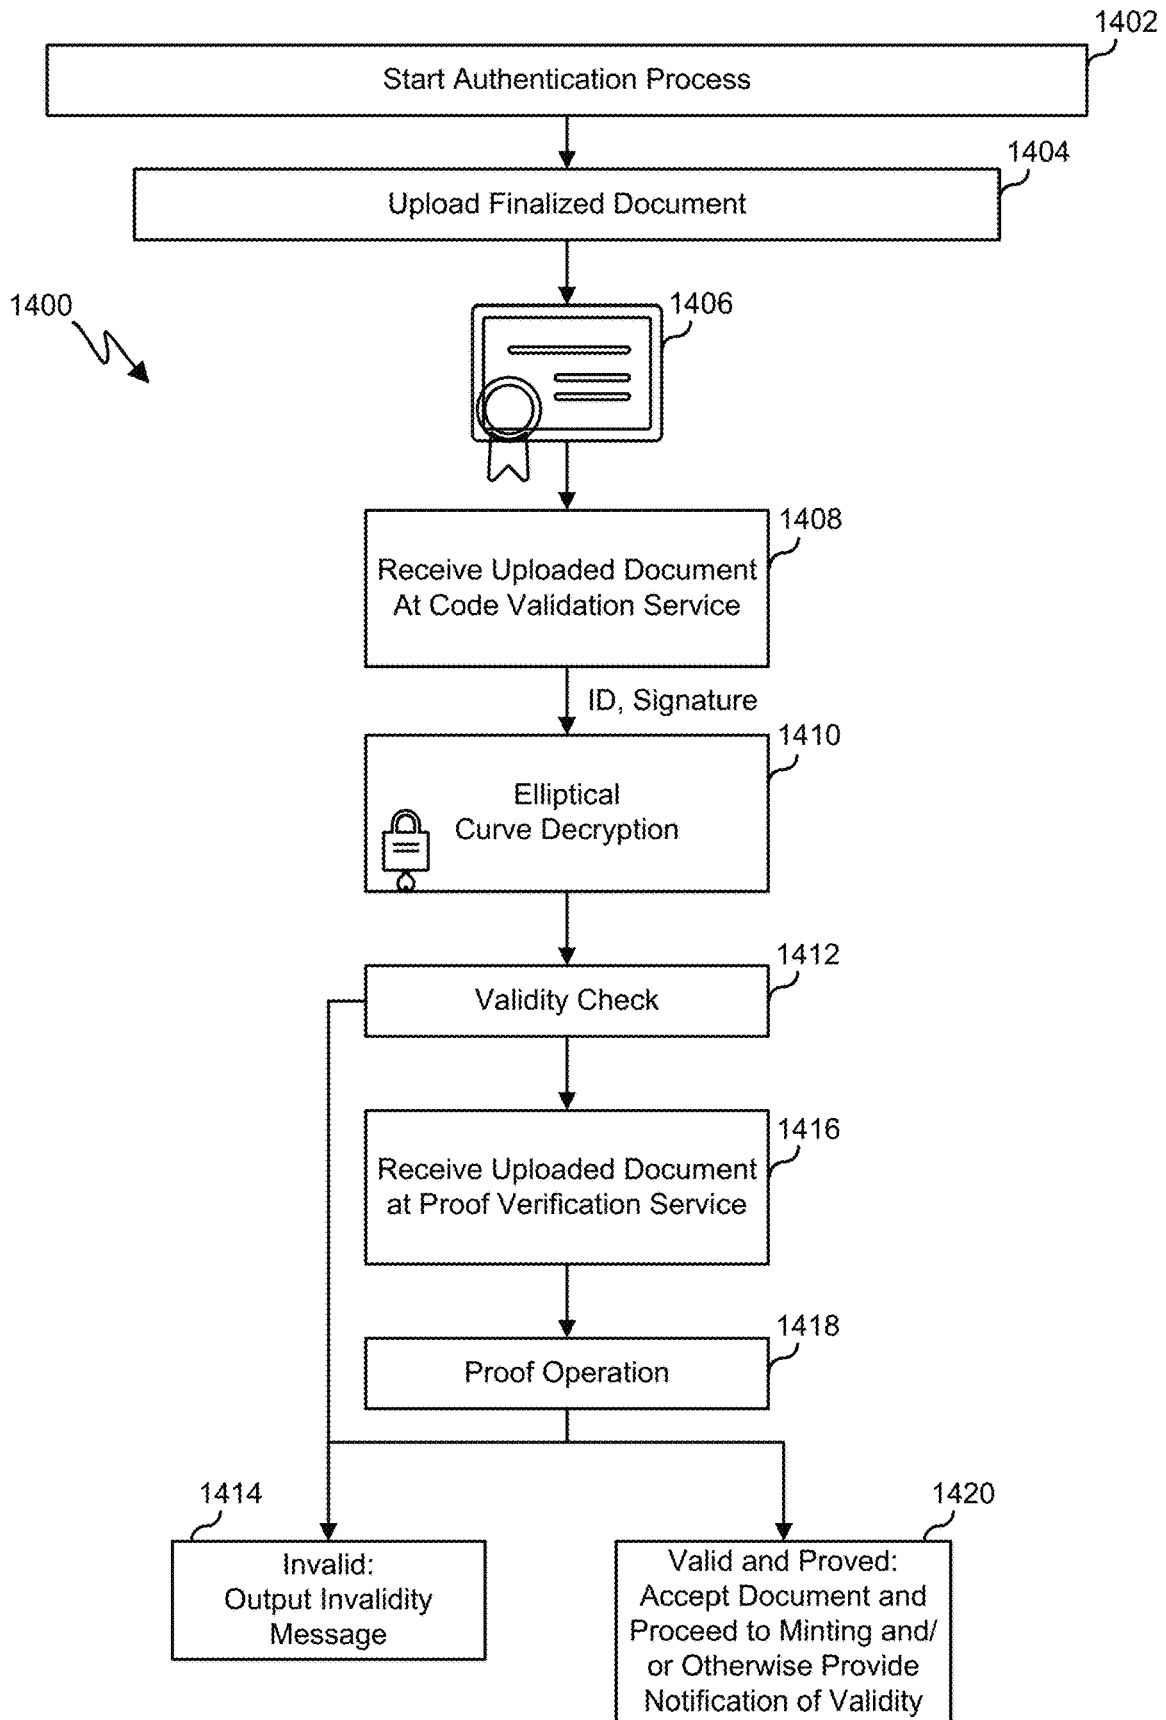 1402
Start Authentication Process
1404
Upload Finalized Document
1400
1406
1408
Receive Uploaded Document
At Code Validation Service
ID, Signature
1410
Elliptical
Curve Decryption
1412
Validity Check
1416
Receive Uploaded Document
at Proof Verification Service
1418
Proof Operation
1414
Invalid:
Output Invalidity
Message
1420
Valid and Proved:
Accept Document and
Proceed to Minting and/
or Otherwise Provide
Notification of Validity